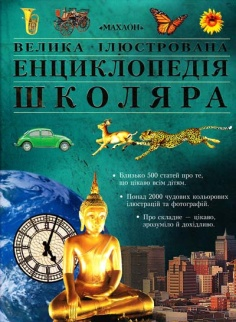 «МАХАОН»
ВЕЛИКА ІЛЮСТРОВАНА
ЕНЦИКЛОПЕДІЯ
ШКОЛЯРА
• Близько 500 статей про те,
що цікаво всім дітям.
• Понад 2000 чудових кольорових
ілюстрацій та фотографій.
• Про складне — цікаво,
зрозуміло й дохідливо.